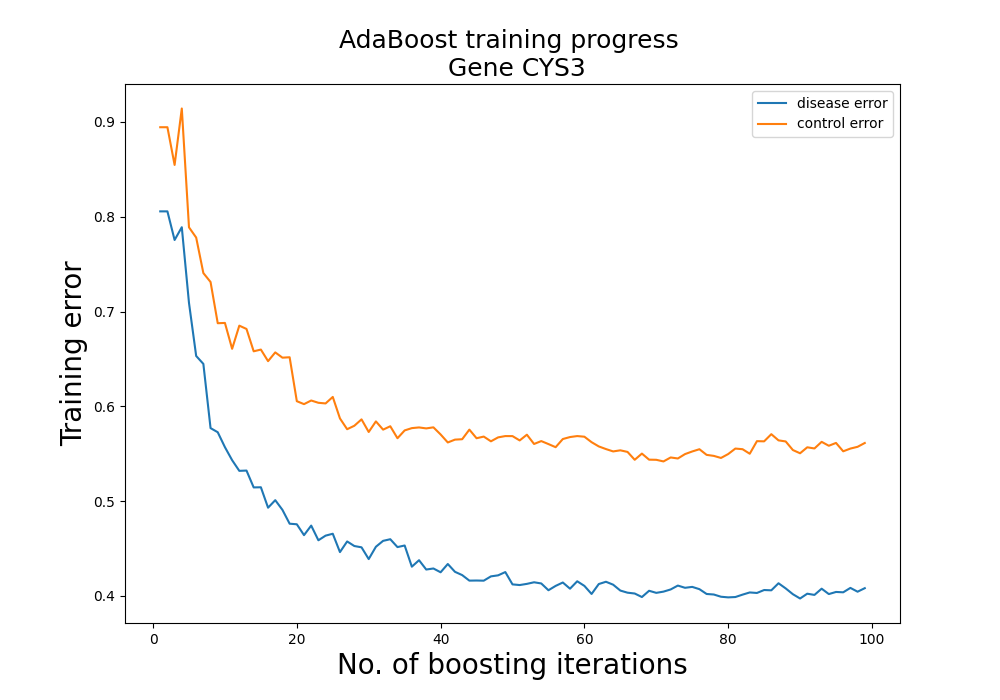 AdaBoost training progress
Gene CYS3
disease error
control error
Training error
0.9
0.8
0.7
0.6
0.5
0.4
0
20
40
60
80
100
No. of boosting iterations